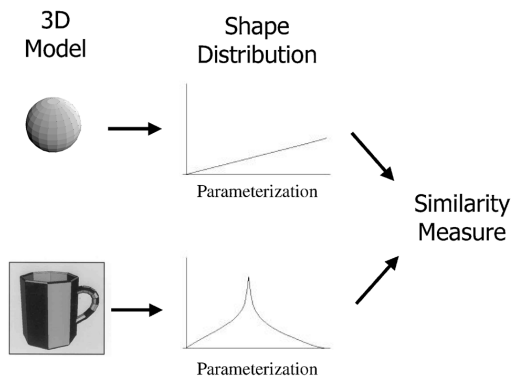 3D
Model
Shape
Distribution
Parameterization
Similarity
Measure
Parameterization